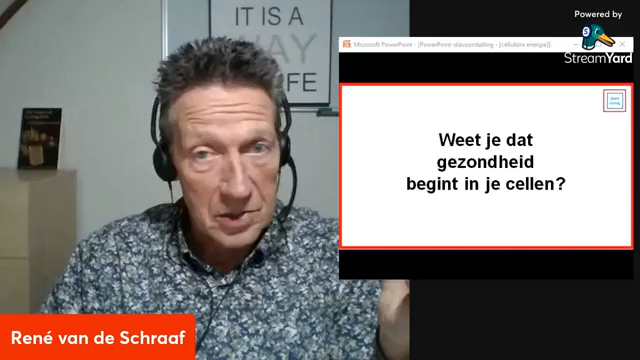 IT IS A
WAY
FE
Powered by
StreamYard
Microsoft PowerPoint - [PowerPoint-diavoorstelling - [cellulaire energie]]
Weet je dat
gezondheid
begint in je cellen?
René van de Schraaf